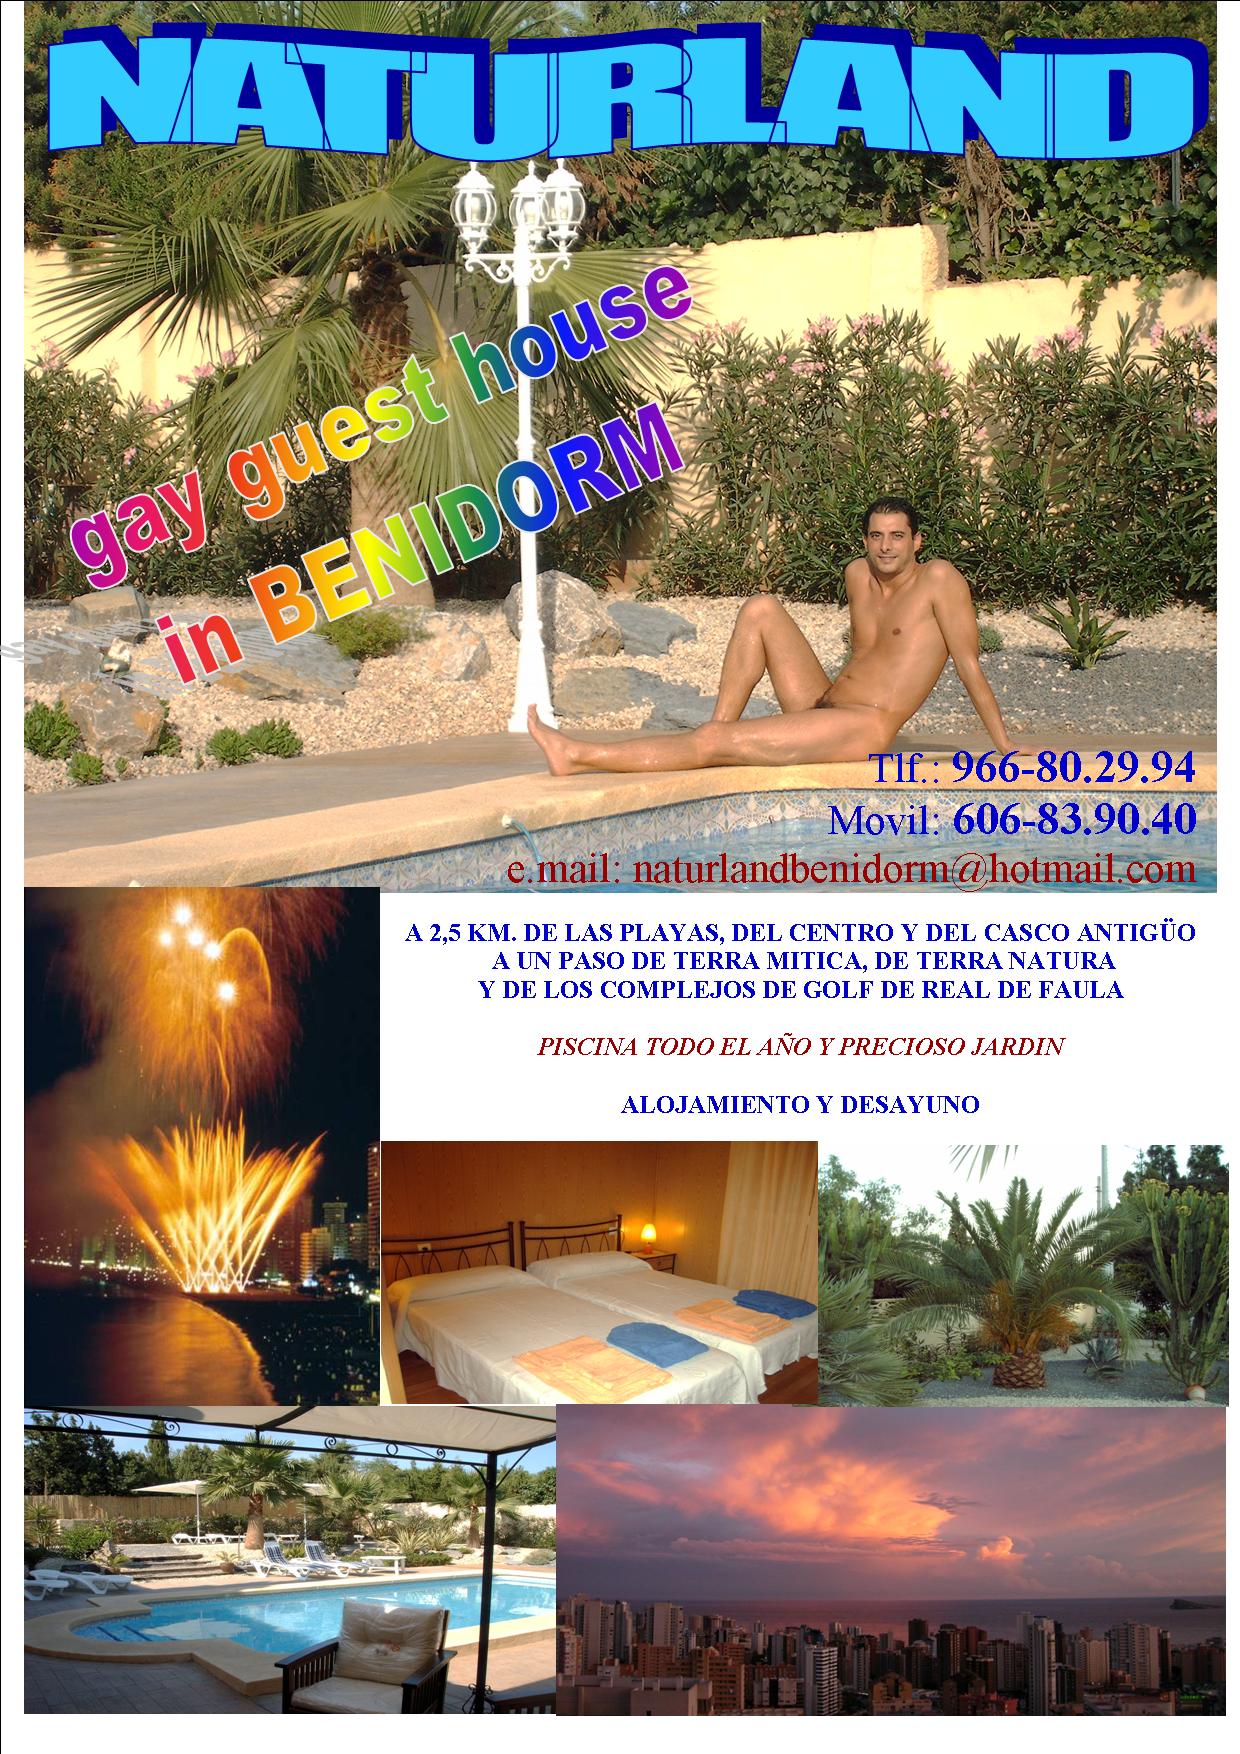 NATURLAND
gay guest house
in BENIDORM
Tlf.: 966-80.29.94
Movil: 606-83.90.40
e.mail: naturlandbenidorm@hotmail.com
A 2,5 KM. DE LAS PLAYAS, DEL CENTRO Y DEL CASCO ANTIGÜO
A UN PASO DE TERRA MITICA, DE TERRA NATURA
Y DE LOS COMPLEJOS DE GOLF DE REAL DE FAULA
PISCINA TODO EL AÑO Y PRECIOSO JARDIN
ALOJAMIENTO Y DESAYUNO